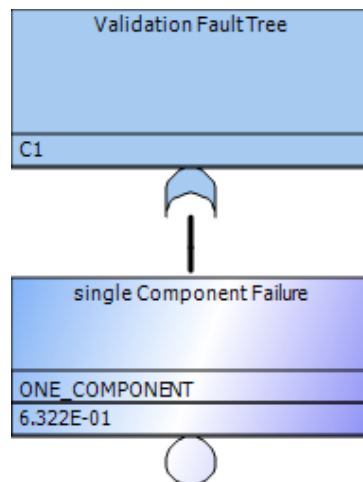 Validation Fault Tree
C1
single Component Failure
ONE_COMPONENT
6.322E-01